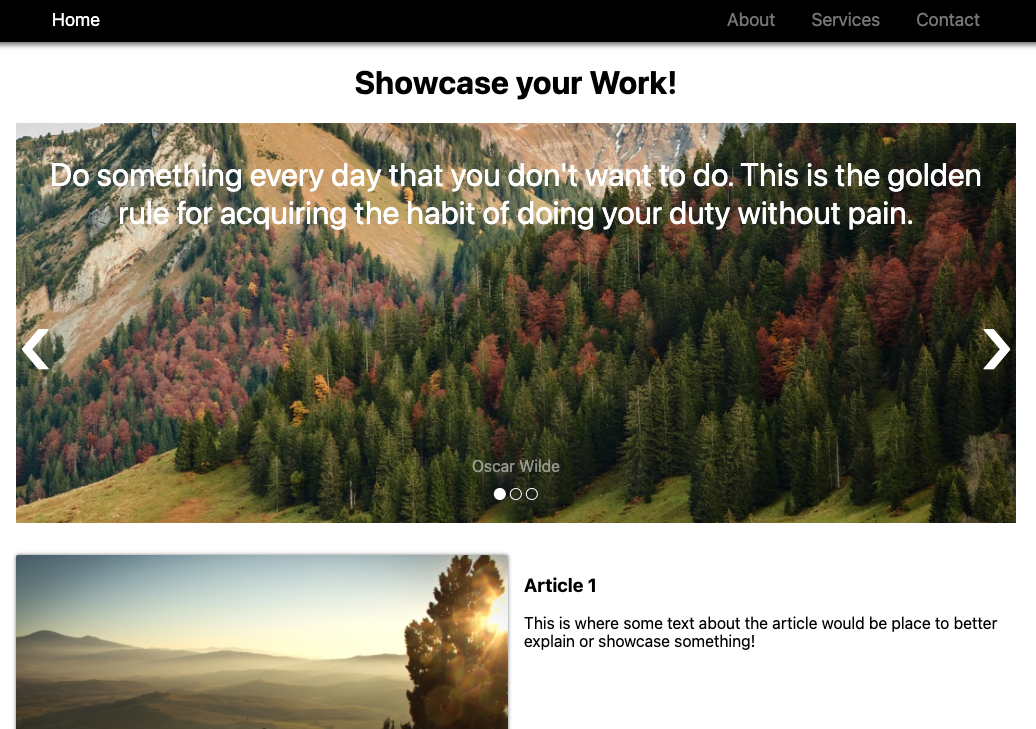 Home About Services Contact
Showcase your Work!
Do something every day that you don't want to do. This is the golden
rule for acquiring the habit of doing your duty without pain.
Oscar Wilde
Article 1
This is where some text about the article would be place to better
explain or showcase something!